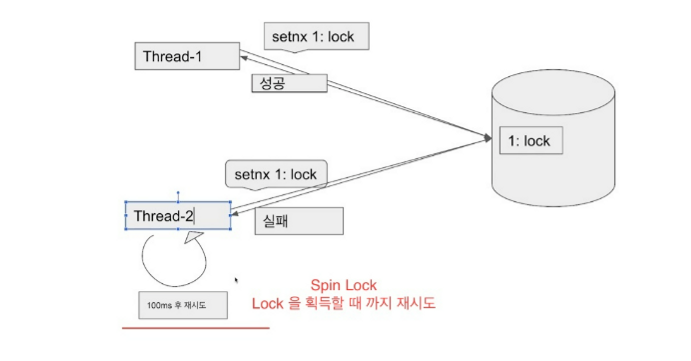 setnx 1: lock
Thread-1
성공
1: lock
setnx 1: lock
Thread-2
실패
100ms 후 재시도
Spin Lock
Lock 을 획득할 때 까지 재시도